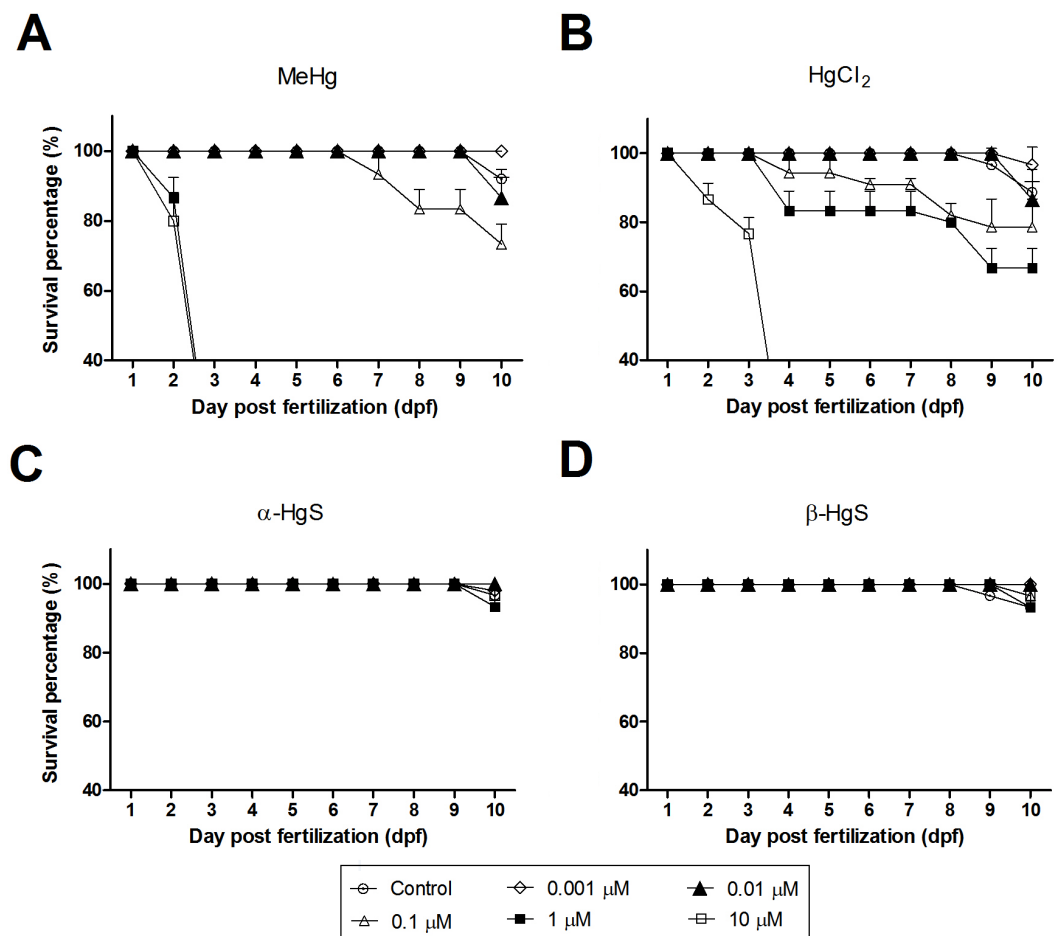 A
MeHg
Survival percentage (%)
100
80
60
40
1 2 3 4 5 6 7 8 9 10
Day post fertilization (dpf)
B
HgCl₂
100
80
60
40
1 2 3 4 5 6 7 8 9 10
Day post fertilization (dpf)
C
α-HgS
Survival percentage (%)
100
80
60
40
1 2 3 4 5 6 7 8 9 10
Day post fertilization (dpf)
D
β-HgS
100
80
60
40
1 2 3 4 5 6 7 8 9 10
Day post fertilization (dpf)
Control 0.001 μM 0.01 μM
0.1 μM 1 μM 10 μM